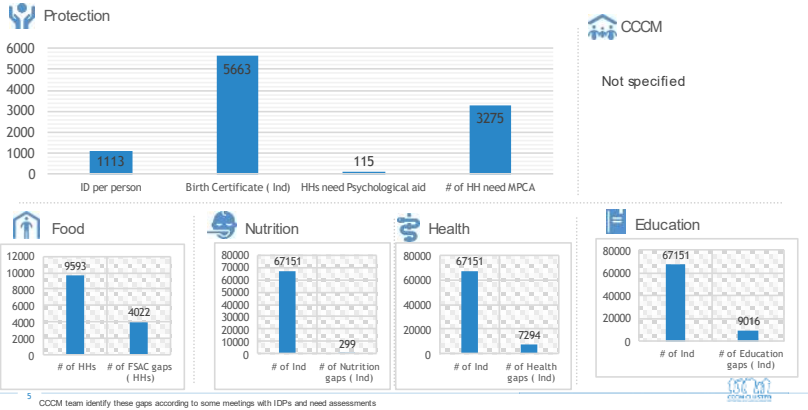 Protection
CCCM
Not specified
6000
5000
4000
3000
2000
1000
0
1113
5663
115
3275
ID per person
Birth Certificate ( Ind)
HHs need Psychological aid
# of HH need MPCA
Food
Nutrition
Health
Education
12000
10000
8000
6000
4000
2000
0
9593
4022
# of HHs
# of FSAC gaps
( HHs)
80000
70000
60000
50000
40000
30000
20000
10000
0
67151
299
# of Ind
# of Nutrition
gaps ( Ind)
80000
60000
40000
20000
0
67151
7294
# of Ind
# of Health
gaps ( Ind)
80000
60000
40000
20000
0
67151
9016
# of Ind
# of Education
gaps ( Ind)
CCCM CLUSTER
5
CCCM team identify these gaps according to some meetings with IDPs and need assessments